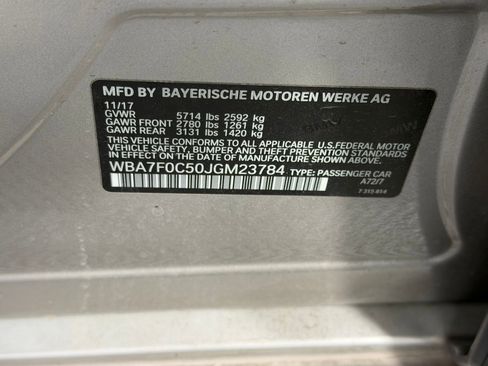 MFD BY BAYERISCHE MOTOREN WERKE AG
11/17
GVWR 5714 lbs 2592 kg
GAWR FRONT 2780 lbs 1261 kg
GAWR REAR 3131 lbs 1420 kg
THIS VEHICLE CONFORMS TO ALL APPLICABLE U.S.FEDERAL MOTOR
VEHICLE SAFETY, BUMPER, AND THEFT PREVENTION STANDARDS
IN EFFECT ON THE DATE OF MANUFACTURE SHOWN ABOVE.
WBA7F0C50JGM23784 TYPE: PASSENGER CAR
A72/7